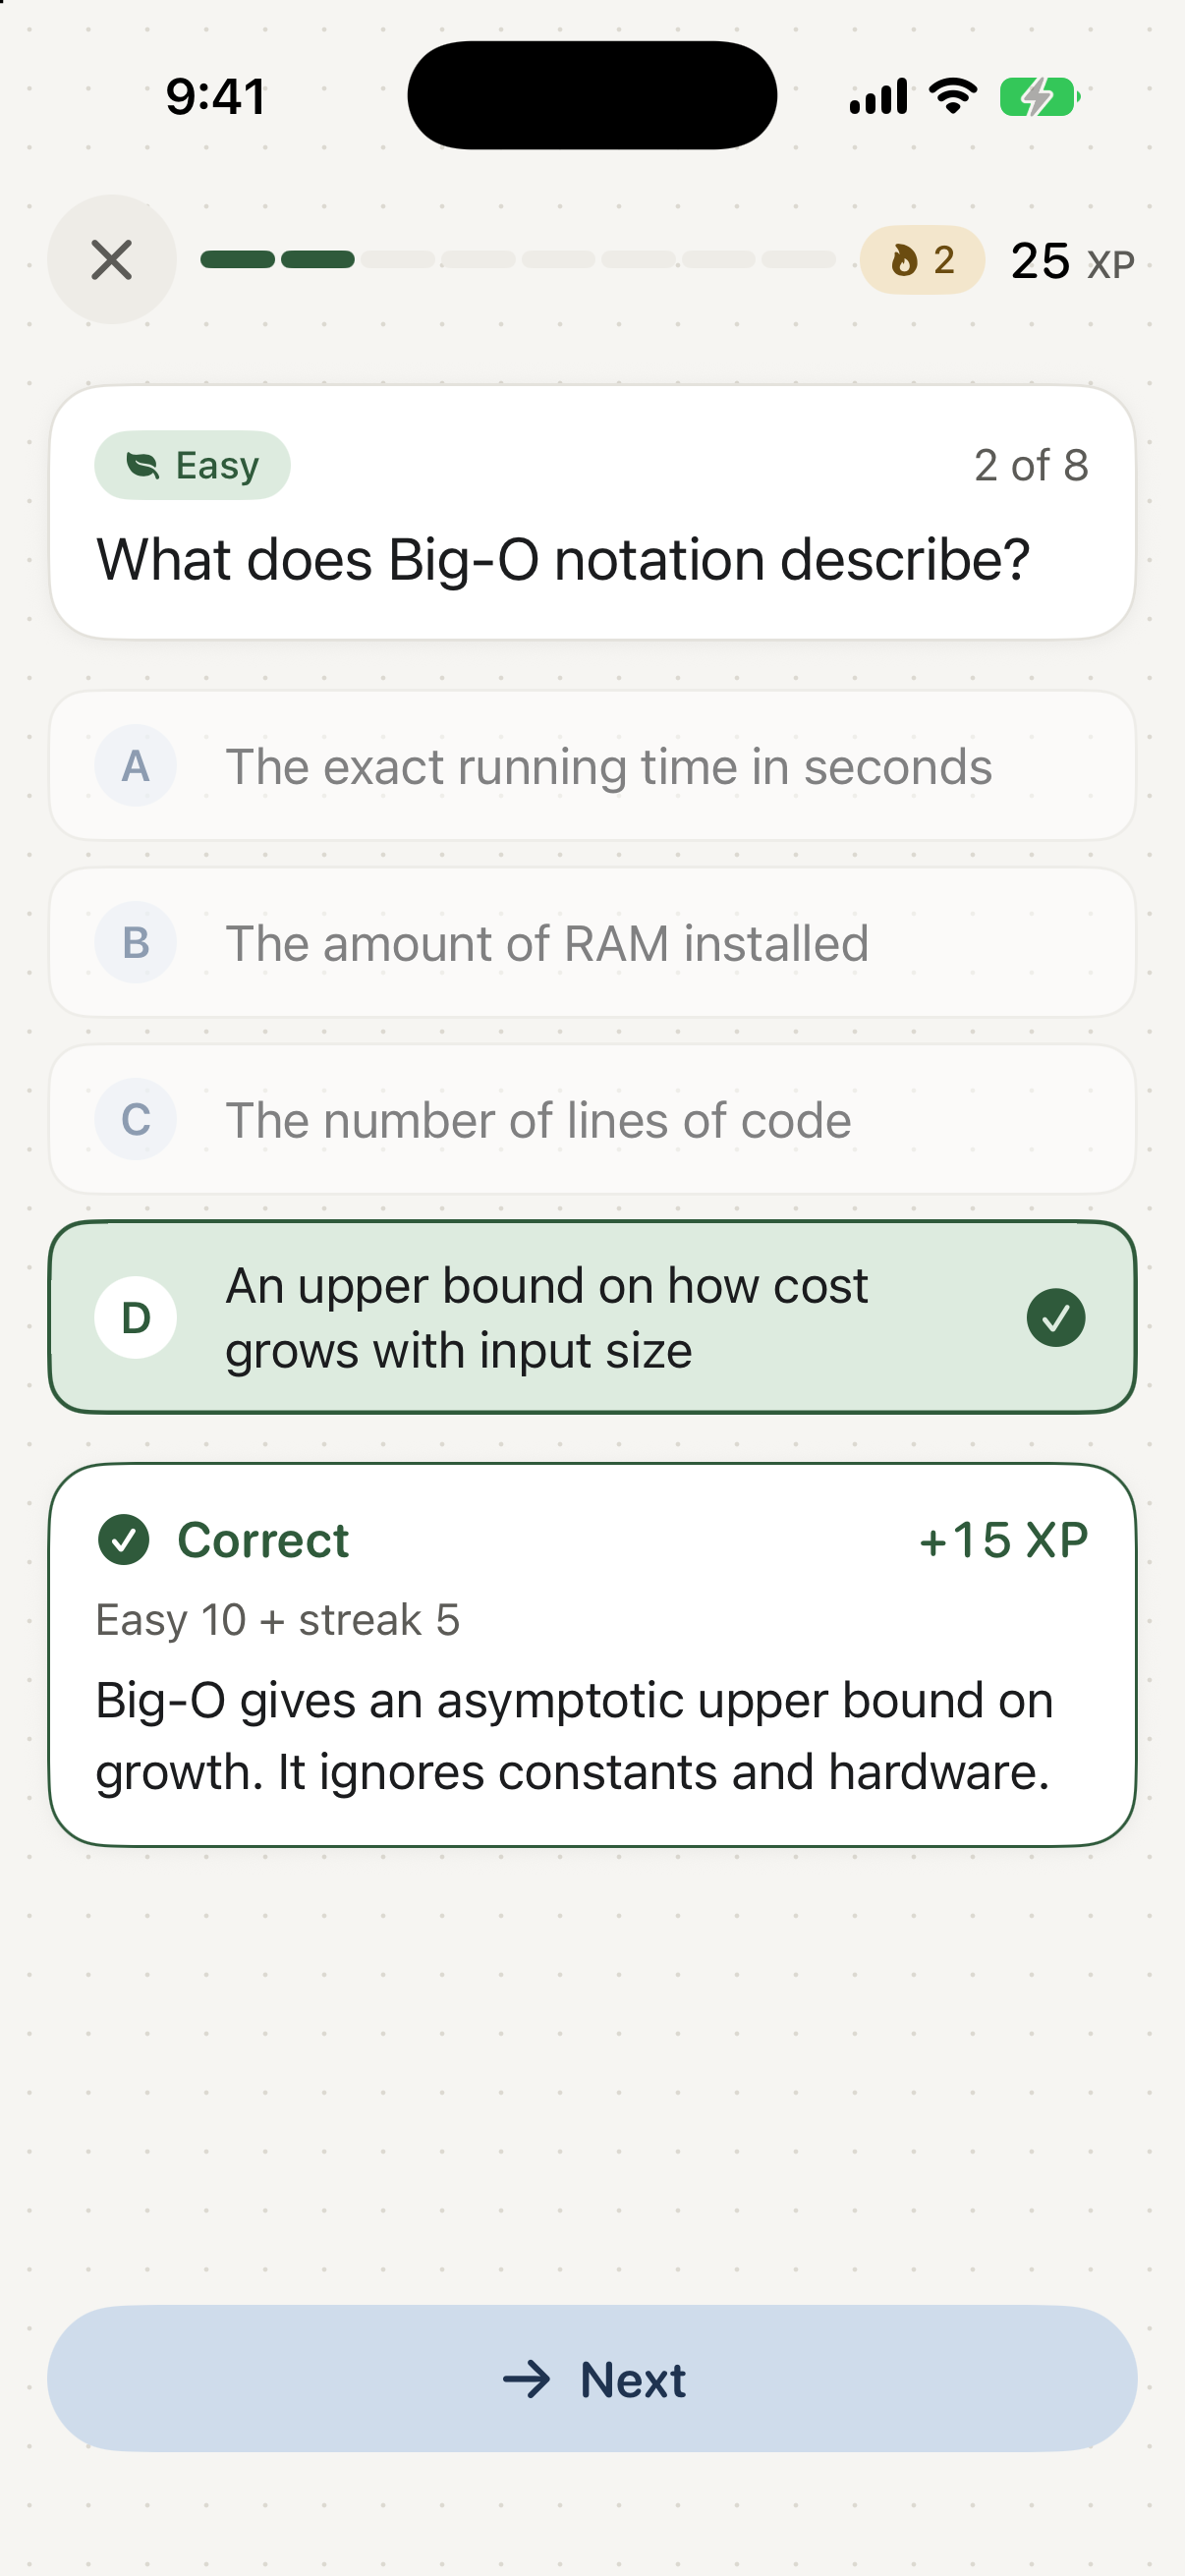 9:41
2
25 XP
Easy
2 of 8
What does Big-O notation describe?
A
The exact running time in seconds
B
The amount of RAM installed
C
The number of lines of code
D
An upper bound on how cost
grows with input size
Correct
+15 XP
Easy 10 + streak 5
Big-O gives an asymptotic upper bound on
growth. It ignores constants and hardware.
Next